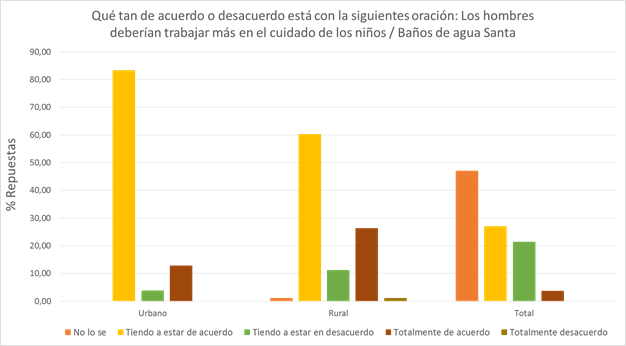 Qué tan de acuerdo o desacuerdo está con la siguientes oración: Los hombres
deberían trabajar más en el cuidado de los niños / Baños de agua Santa
90,00
80,00
70,00
60,00
50,00
40,00
30,00
20,00
10,00
0,00
% Repuestas
Urbano Rural Total
No lo se Tiendo a estar de acuerdo Tiendo a estar en desacuerdo Totalmente de acuerdo Totalmente desacuerdo